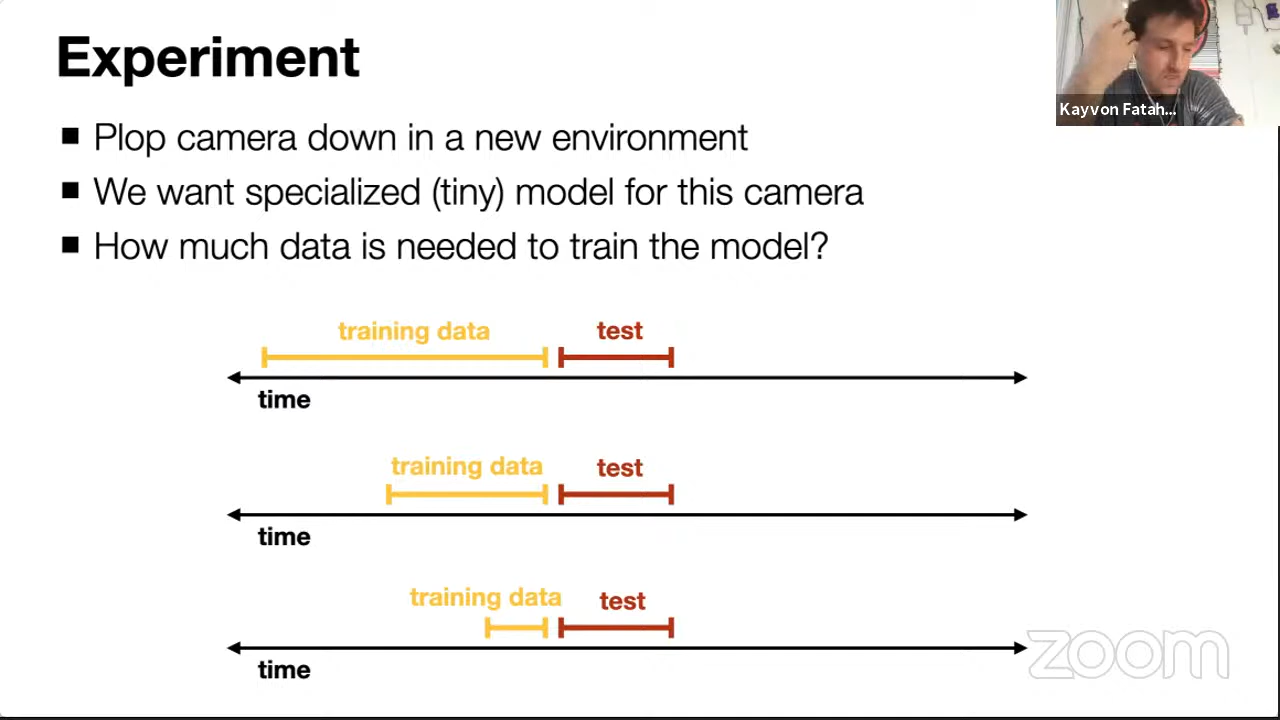 Experiment
Kayvon Fatah...
■ Plop camera down in a new environment
■ We want specialized (tiny) model for this camera
■ How much data is needed to train the model?
training data test
time
training data test
time
training data test
time
zoom